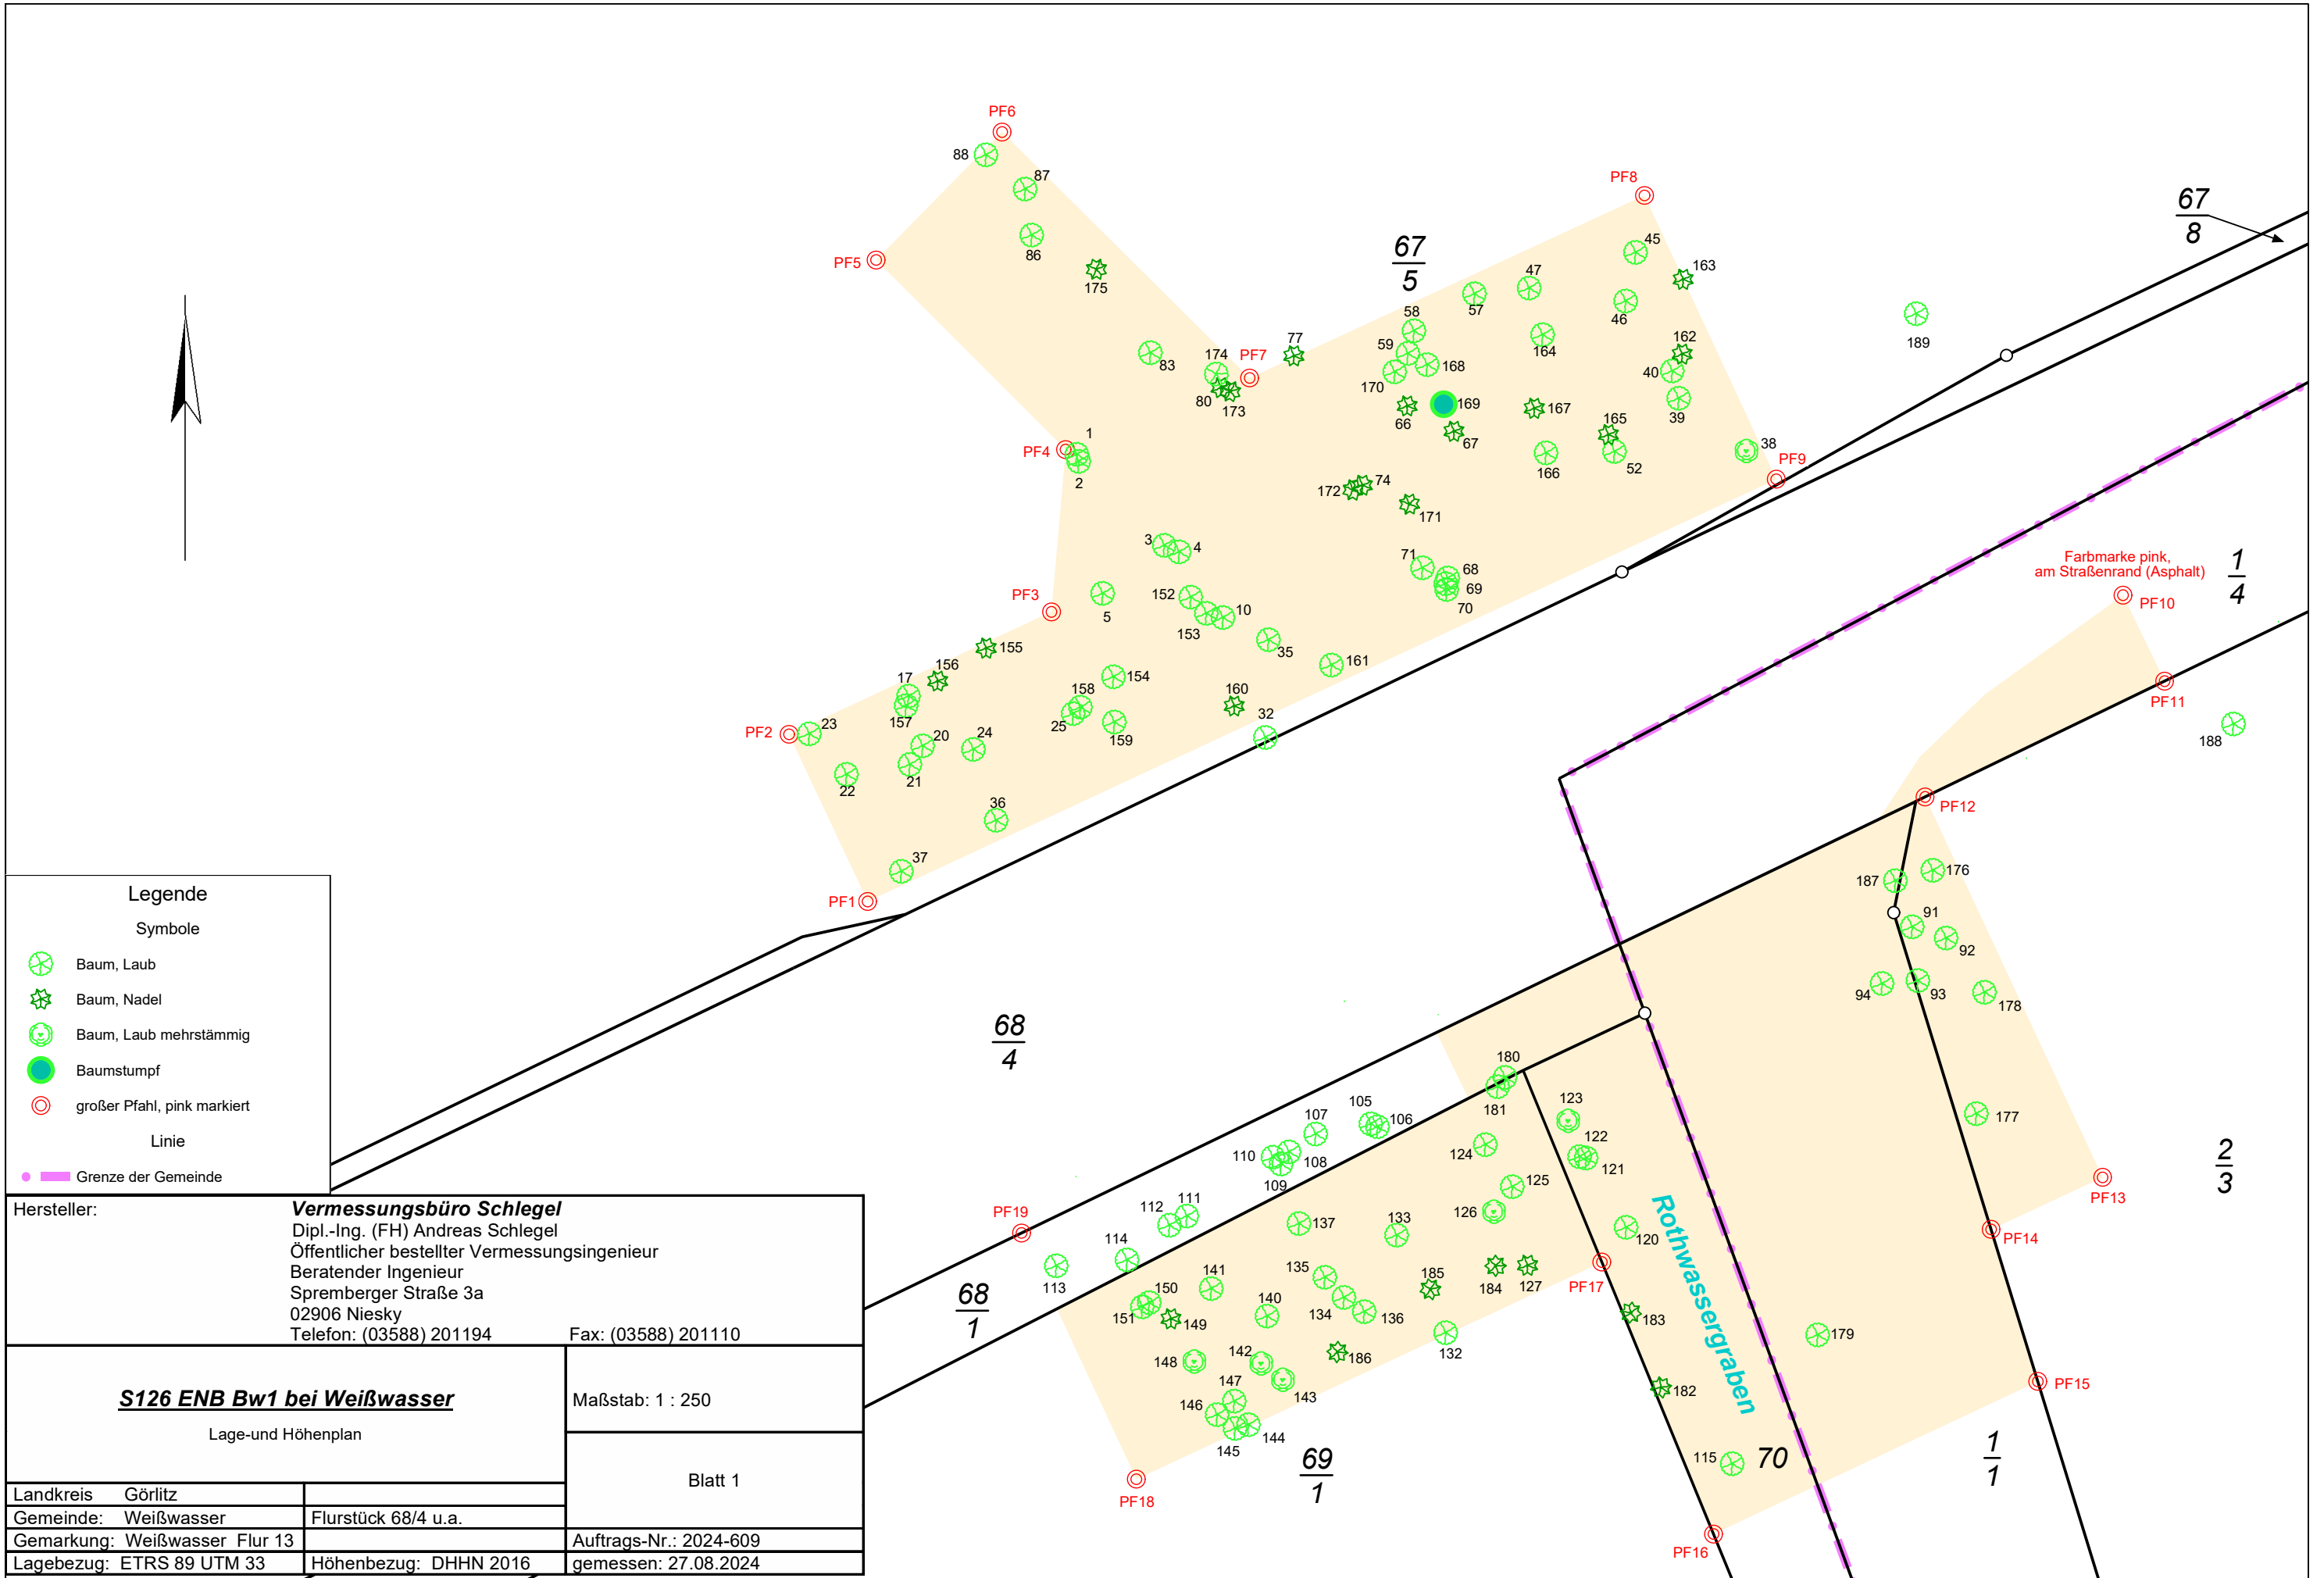 PF6
88
87
86
PF5
175
PF8
67
5
67
8
45
163
47
57
46
58
164
162
59
168
170
40
39
189
77
PF7
174
83
80
173
66
169
67
167
165
52
166
38
PF9
PF4
1
2
172
74
171
3
4
71
68
69
70
Farbmarke pink,
am Straßenrand (Asphalt)
1
4
PF10
PF3
5
152
153
10
35
161
155
156
17
157
154
158
25
159
160
32
PF11
188
PF2
23
20
24
21
22
36
37
PF1
PF12
187
176
91
92
94
93
178
177
68
4
180
181
123
122
121
124
125
126
105
106
107
110
108
109
111
112
114
113
PF19
137
133
120
PF17
PF13
PF14
2
3
Rothwassergraben
68
1
150
151
149
141
140
135
134
136
185
184
127
183
132
186
148
142
143
147
146
145
144
179
182
PF15
115
70
1
1
69
1
PF18
PF16
Legende
Symbole
Baum, Laub
Baum, Nadel
Baum, Laub mehrstämmig
Baumstumpf
großer Pfahl, pink markiert
Linie
Grenze der Gemeinde
Hersteller: Vermessungsbüro Schlegel
Dipl.-Ing. (FH) Andreas Schlegel
Öffentlicher bestellter Vermessungsingenieur
Beratender Ingenieur
Spremberger Straße 3a
02906 Niesky
Telefon: (03588) 201194 Fax: (03588) 201110
S126 ENB Bw1 bei Weißwasser
Lage-und Höhenplan
Maßstab: 1 : 250
Blatt 1
Landkreis Görlitz
Gemeinde: Weißwasser Flurstück 68/4 u.a.
Gemarkung: Weißwasser Flur 13 Auftrags-Nr.: 2024-609
Lagebezug: ETRS 89 UTM 33 Höhenbezug: DHHN 2016 gemessen: 27.08.2024